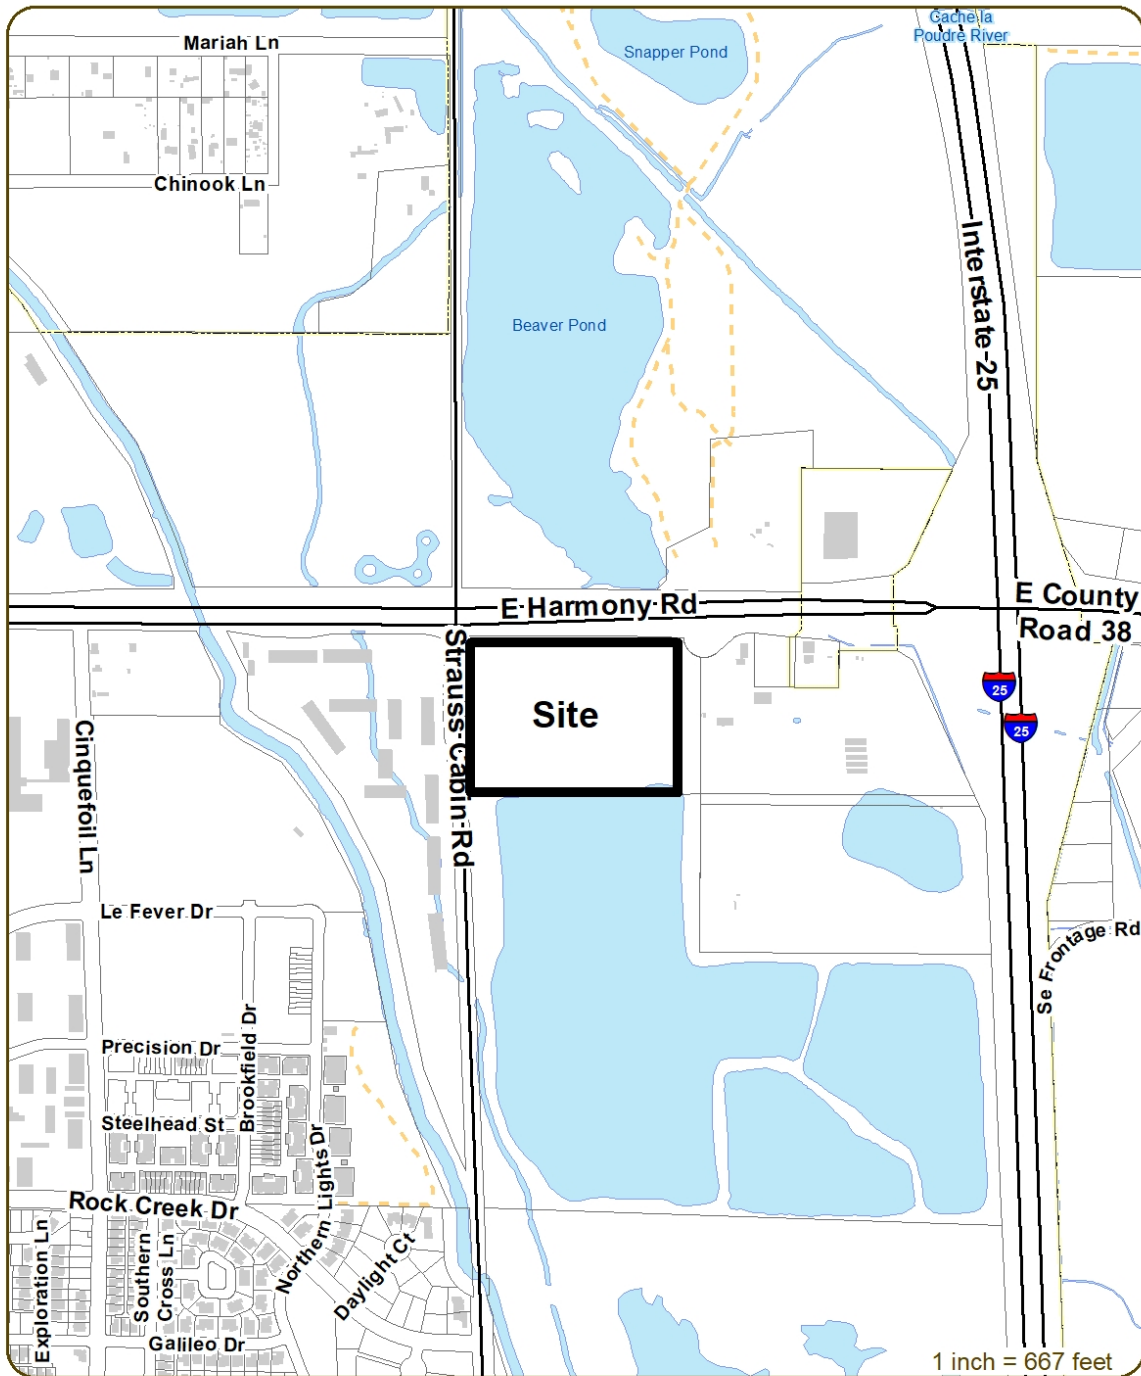 Cache la
Poudre River
Mariah Ln
Snapper Pond
Chinook Ln
Interstate-25
Beaver Pond
E Harmony Rd
E County
Road 38
Strauss Cabin Rd
Site
25
25
Cinquefoil Ln
Le Fever Dr
Se Frontage Rd
Brookfield Dr
Precision Dr
Steelhead St
Northern Lights Dr
Rock Creek Dr
Exploration Ln
Southern
Cross Ln
Daylight Ct
Galileo Dr
1 inch = 667 feet